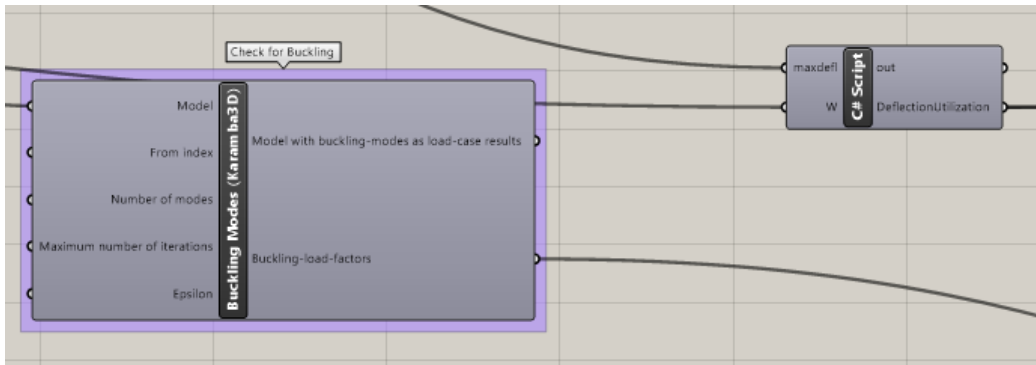 Check for Buckling
Model
From index
Number of modes
Maximum number of iterations
Epsilon
Buckling Modes (Karamba3D)
Model with buckling-modes as load-case results
Buckling-load-factors
maxdefl
W
C# Script
out
DeflectionUtilization